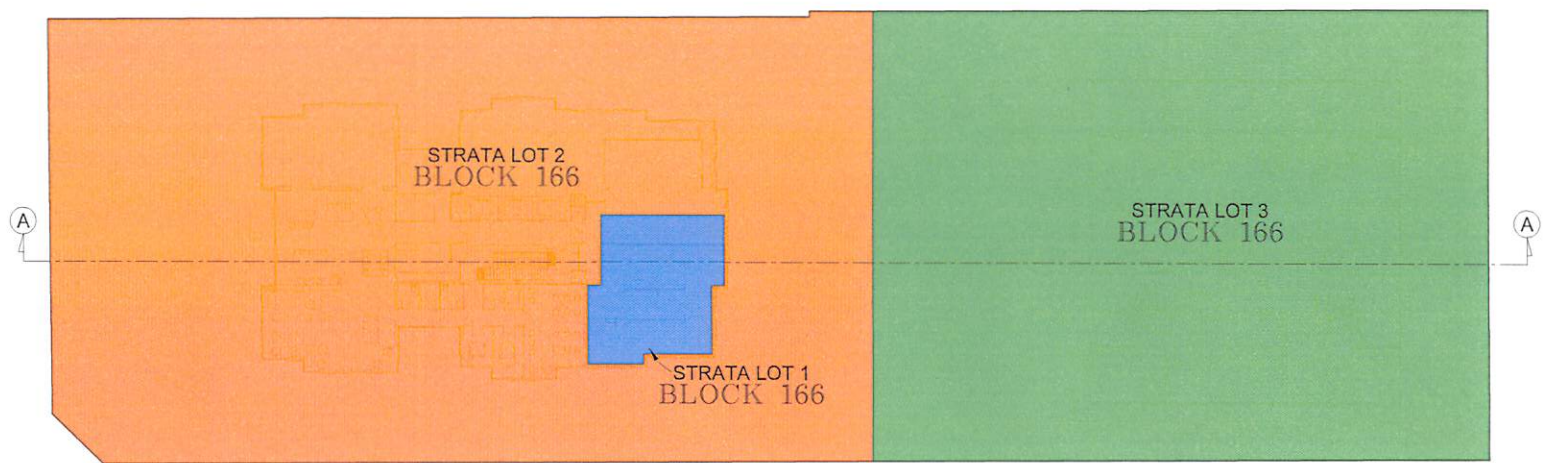 STRATA LOT 2
BLOCK 166
A
STRATA LOT 3
BLOCK 166
A
STRATA LOT 1
BLOCK 166